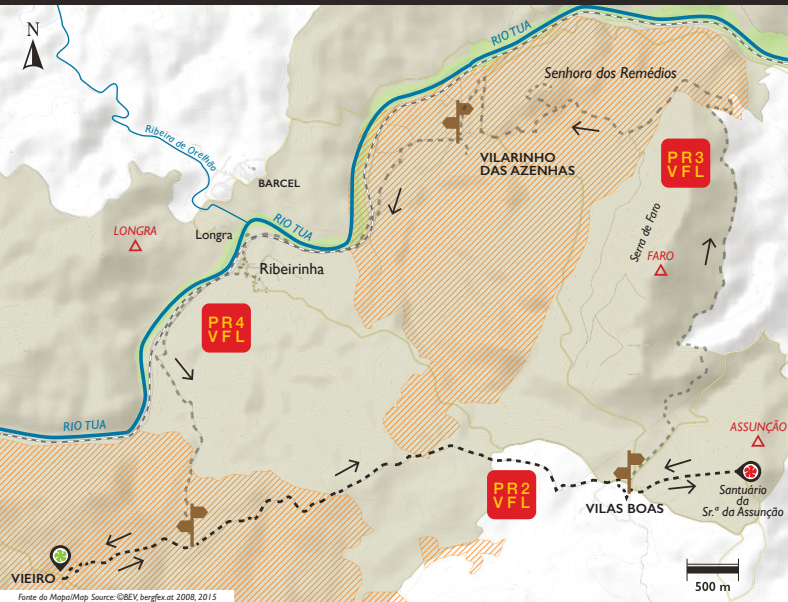 N
RIO TUA
Senhora dos Remédios
Ribeira de Orelhão
VILARINHO
DAS AZENHAS
PR3
VFL
BARCEL
LONGRA
Longra
RIO TUA
Serra de Faro
FARO
Ribeirinha
PR4
VFL
RIO TUA
ASSUNÇÃO
PR2
VFL
Santuário
da
Sr.ª da Assunção
VILAS BOAS
VIEIRO
500 m
Fonte do Mapa/Map Source: ©BEV, bergfex.at 2008, 2015